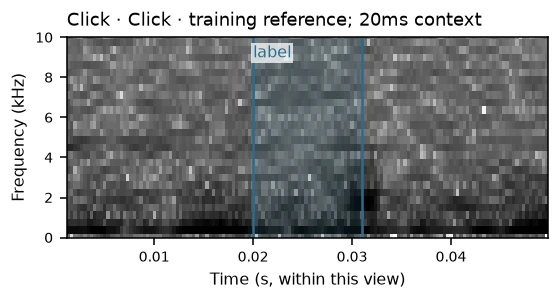 Click · Click · training reference; 20ms context
label
Frequency (kHz)
10
8
6
4
2
0
0.01 0.02 0.03 0.04
Time (s, within this view)